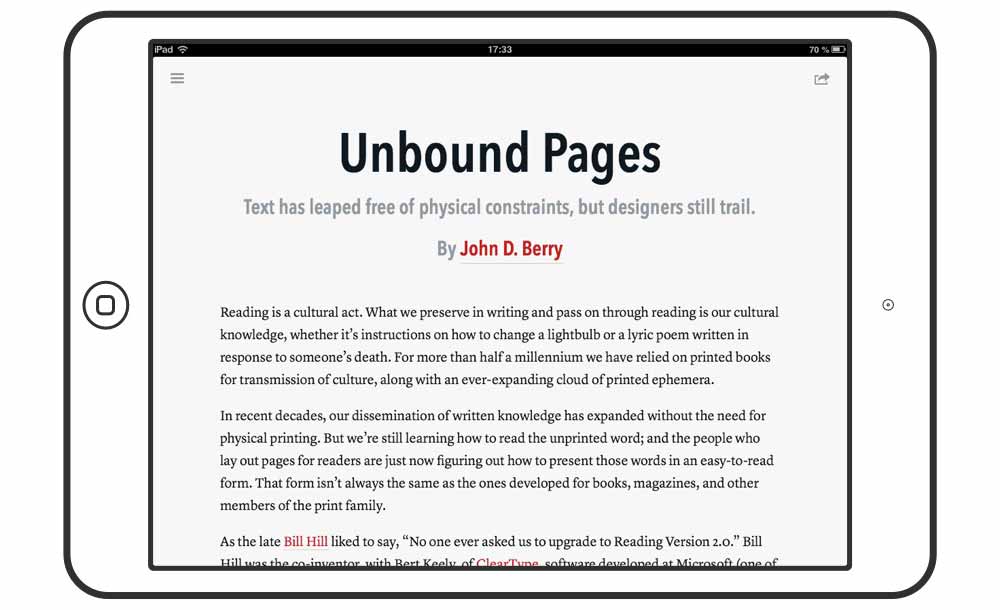 iPad 17:33 70 %
Unbound Pages
Text has leaped free of physical constraints, but designers still trail.
By John D. Berry
Reading is a cultural act. What we preserve in writing and pass on through reading is our cultural
knowledge, whether it’s instructions on how to change a lightbulb or a lyric poem written in
response to someone’s death. For more than half a millennium we have relied on printed books
for transmission of culture, along with an ever-expanding cloud of printed ephemera.
In recent decades, our dissemination of written knowledge has expanded without the need for
physical printing. But we’re still learning how to read the unprinted word; and the people who
lay out pages for readers are just now figuring out how to present those words in an easy-to-read
form. That form isn’t always the same as the ones developed for books, magazines, and other
members of the print family.
As the late Bill Hill liked to say, “No one ever asked us to upgrade to Reading Version 2.0.” Bill
Hill was the co-inventor, with Bert Keely, of ClearType, software developed at Microsoft (one of